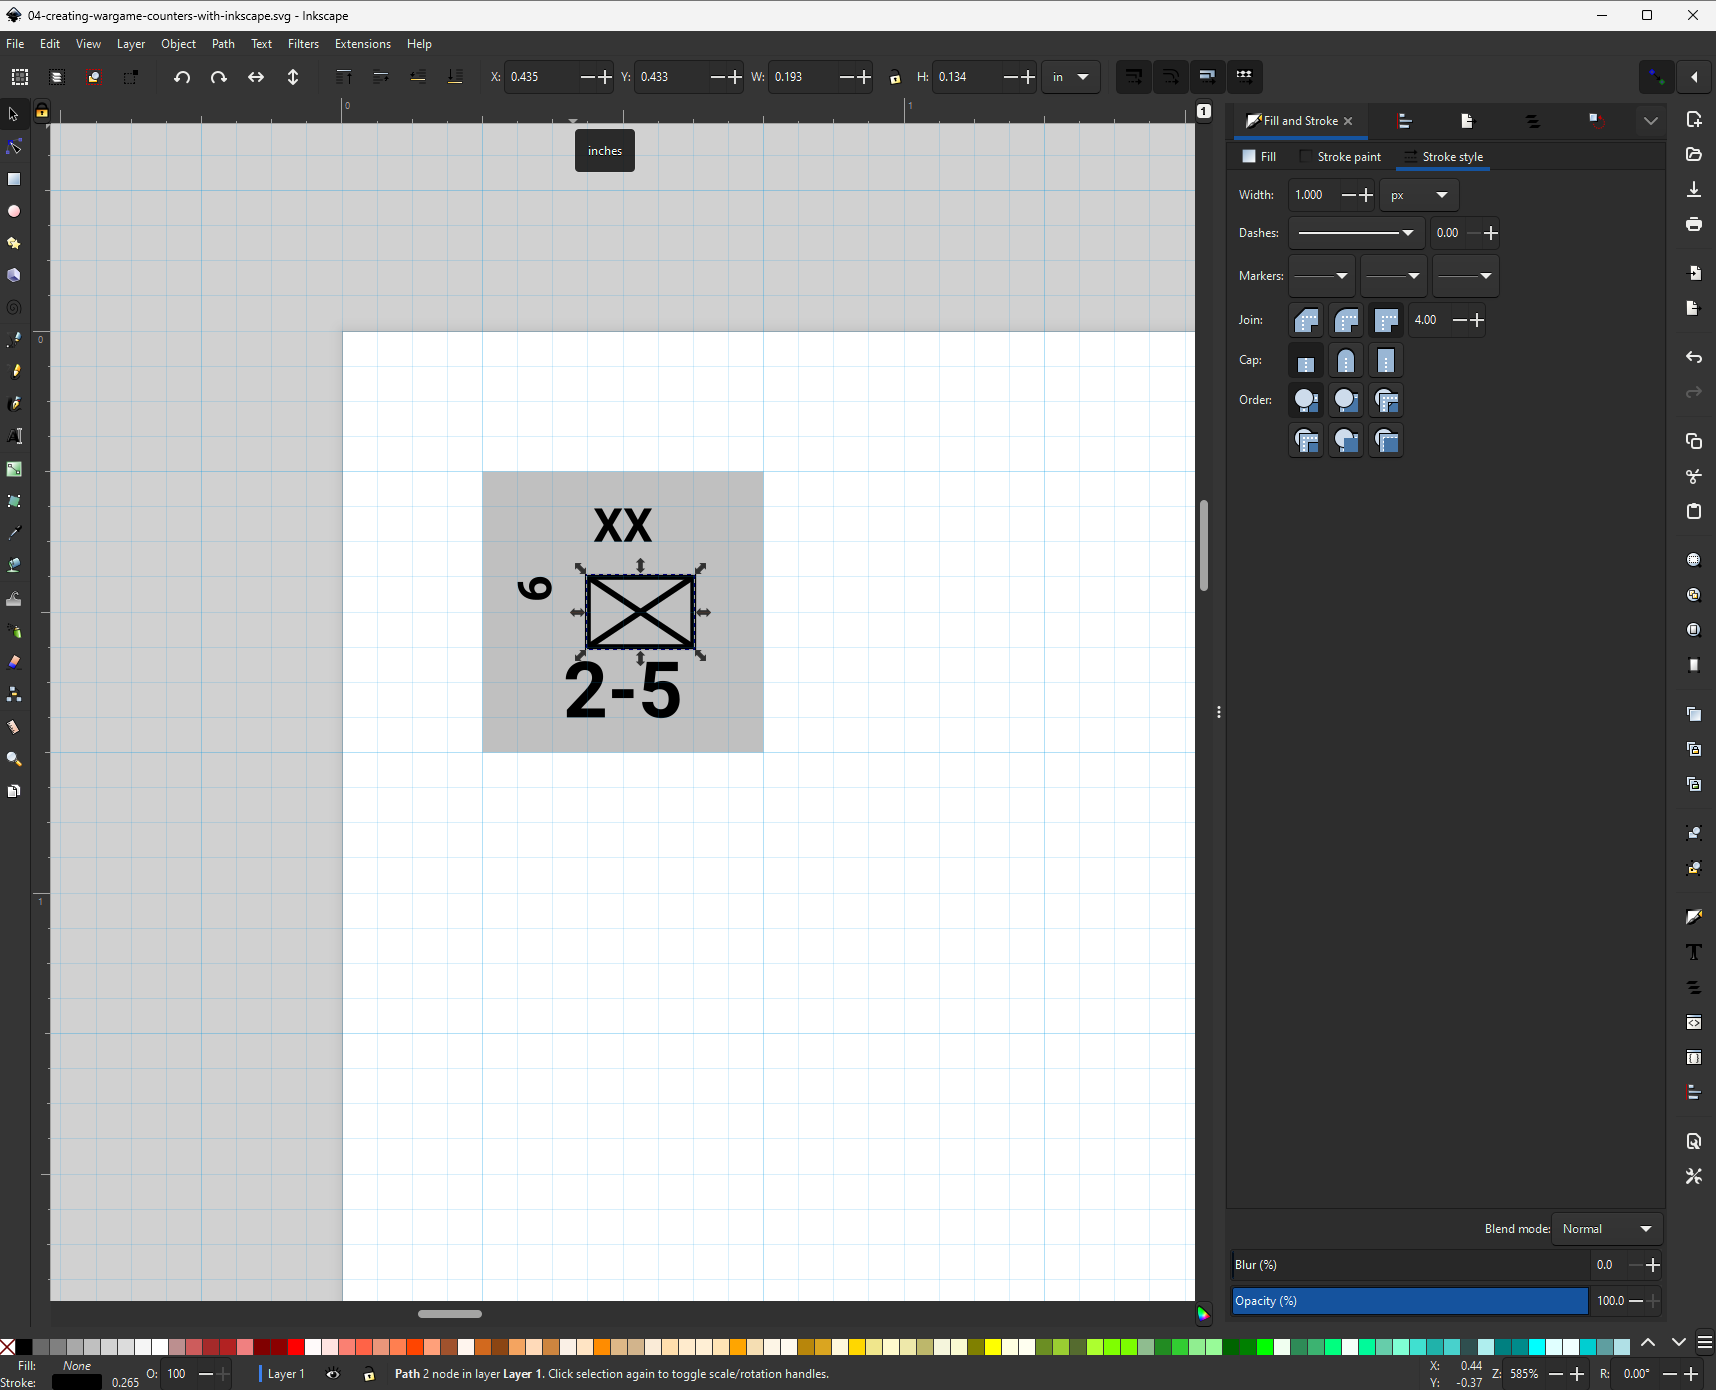 04-creating-wargame-counters-with-inkscape.svg - Inkscape
File Edit View Layer Object Path Text Filters Extensions Help
X: 0.435 Y: 0.433 W: 0.193 H: 0.134 in
0 1
1
inches
0
1
XX
6
2-5
Fill and Stroke
Fill Stroke paint Stroke style
Width: 1.000 px
Dashes: 0.00
Markers:
Join: 4.00
Cap:
Order:
Blend mode: Normal
Blur (%) 0.0
Opacity (%) 100.0
Fill: None
Stroke: 0.265
O: 100
Layer 1
Path 2 node in layer Layer 1. Click selection again to toggle scale/rotation handles.
X: 0.44
Y: -0.37
Z: 585%
R: 0.00°